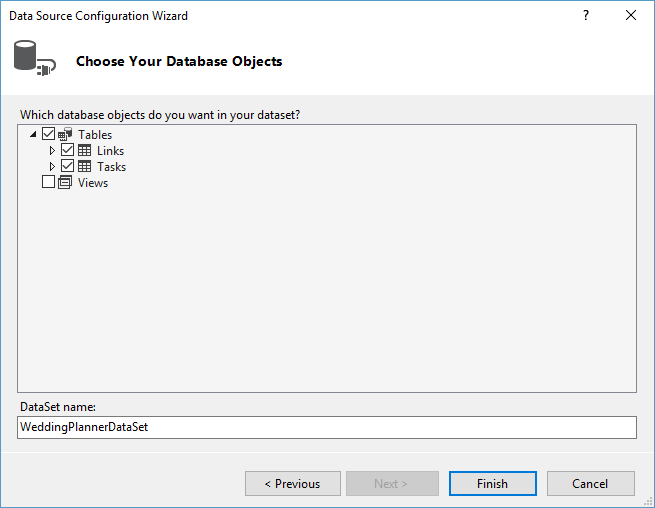 Data Source Configuration Wizard
?
Choose Your Database Objects
Which database objects do you want in your dataset?
Tables
Links
Tasks
Views
DataSet name:
WeddingPlannerDataSet
< Previous Next > Finish Cancel